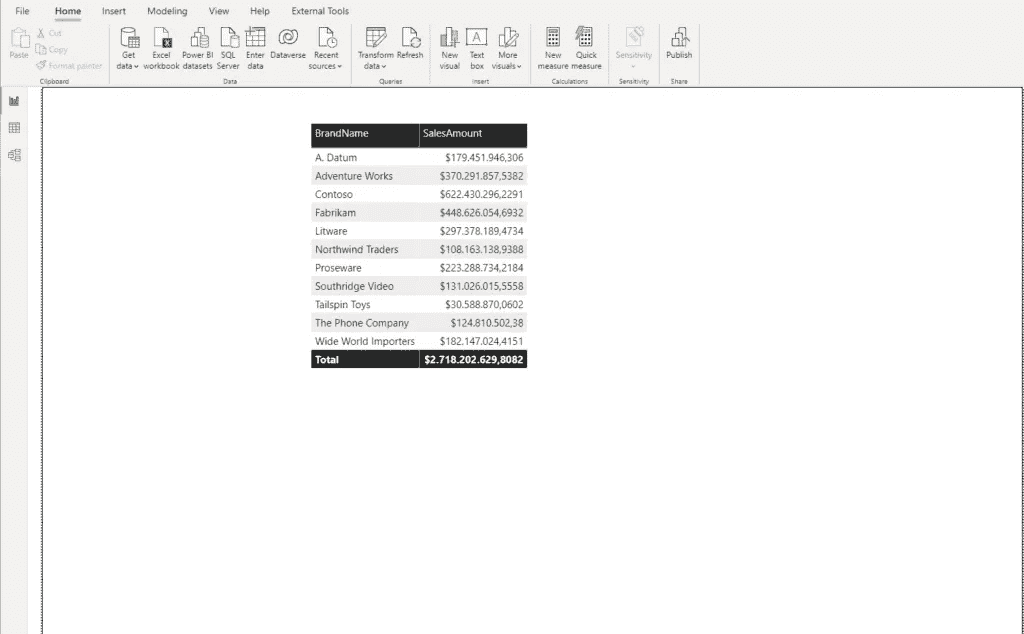 File Home Insert Modeling View Help External Tools
Paste
Cut
Copy
Format painter
Clipboard
Get data
Excel workbook
Power BI datasets
SQL Server
Enter data
Dataverse
Recent sources
Data
Transform data
Refresh
Queries
New visual
Text box
More visuals
Insert
New measure
Quick measure
Calculations
Sensitivity
Sensitivity
Publish
Share
BrandName SalesAmount
A. Datum $179.451.946,306
Adventure Works $370.291.857,5382
Contoso $622.430.296,2291
Fabrikam $448.626.054,6932
Litware $297.378.189,4734
Northwind Traders $108.163.138,9388
Proseware $223.288.734,2184
Southridge Video $131.026.015,5558
Tailspin Toys $30.588.870,0602
The Phone Company $124.810.502,38
Wide World Importers $182.147.024,4151
Total $2.718.202.629,8082